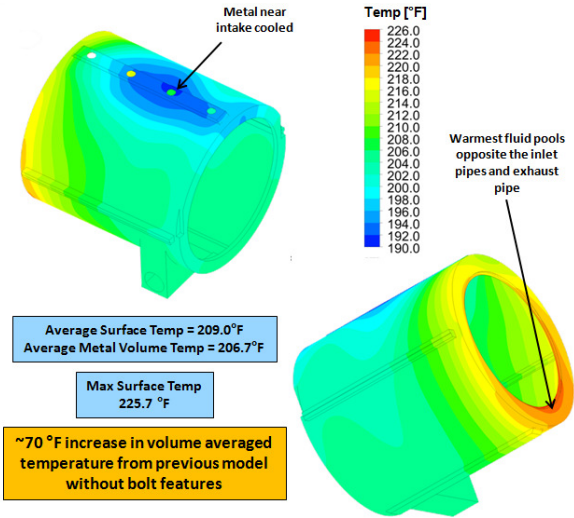 Metal near
intake cooled
Temp [°F]
226.0
224.0
222.0
220.0
218.0
216.0
214.0
212.0
210.0
208.0
206.0
204.0
202.0
200.0
198.0
196.0
194.0
192.0
190.0
Warmest fluid pools
opposite the inlet
pipes and exhaust
pipe
Average Surface Temp = 209.0°F
Average Metal Volume Temp = 206.7°F
Max Surface Temp
225.7 °F
~70 °F increase in volume averaged
temperature from previous model
without bolt features